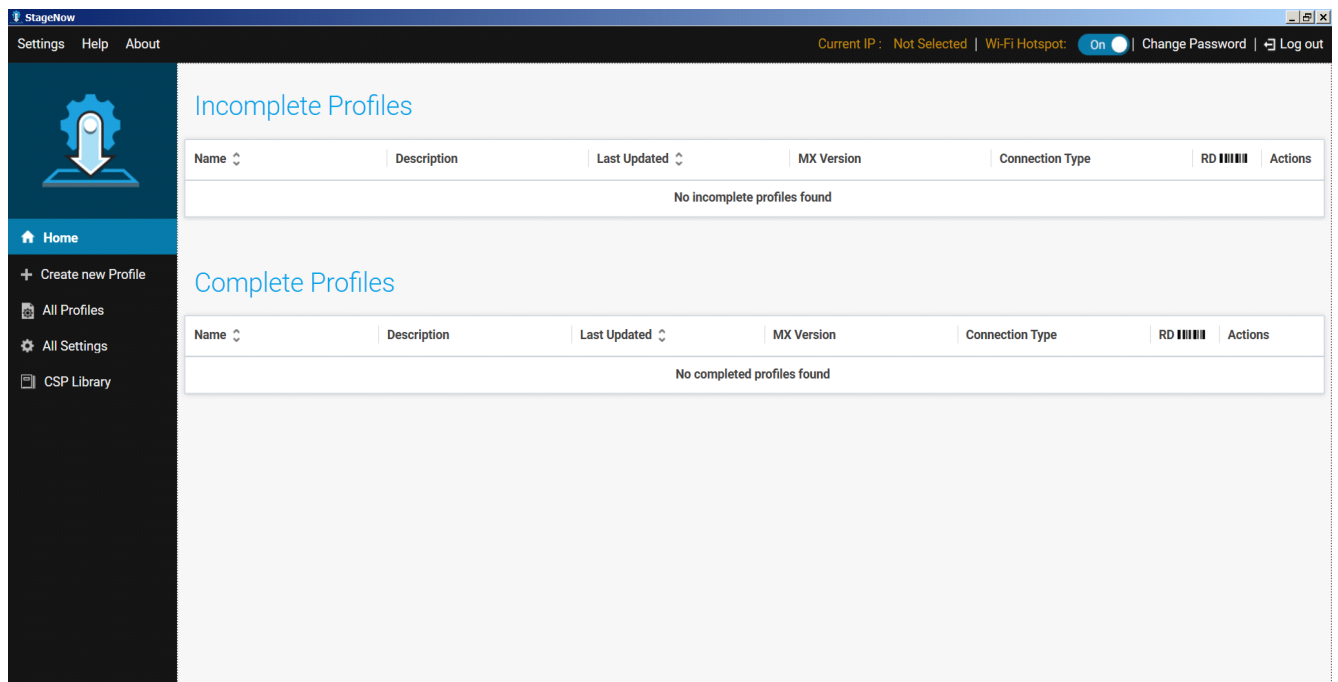 StageNow
Settings Help About Current IP : Not Selected | Wi-Fi Hotspot: On | Change Password | Log out
Incomplete Profiles
Name Description Last Updated MX Version Connection Type RD Actions
No incomplete profiles found
Home
Create new Profile
All Profiles
All Settings
CSP Library
Complete Profiles
Name Description Last Updated MX Version Connection Type RD Actions
No completed profiles found